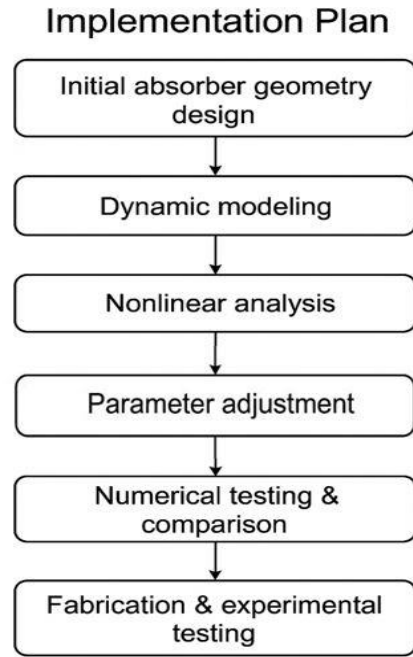 Implementation Plan
Initial absorber geometry
design
Dynamic modeling
Nonlinear analysis
Parameter adjustment
Numerical testing &
comparison
Fabrication & experimental
testing